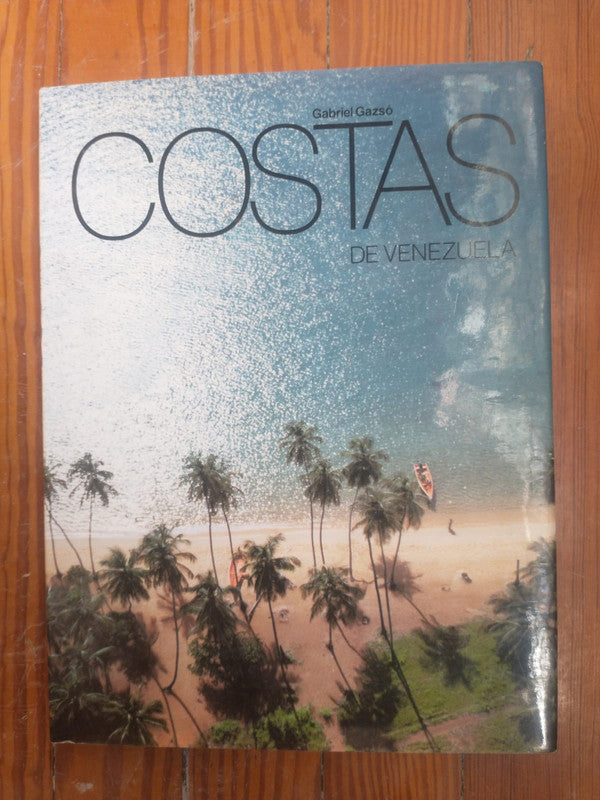 Gabriel Gazsó
COSTAS
DE VENEZUELA